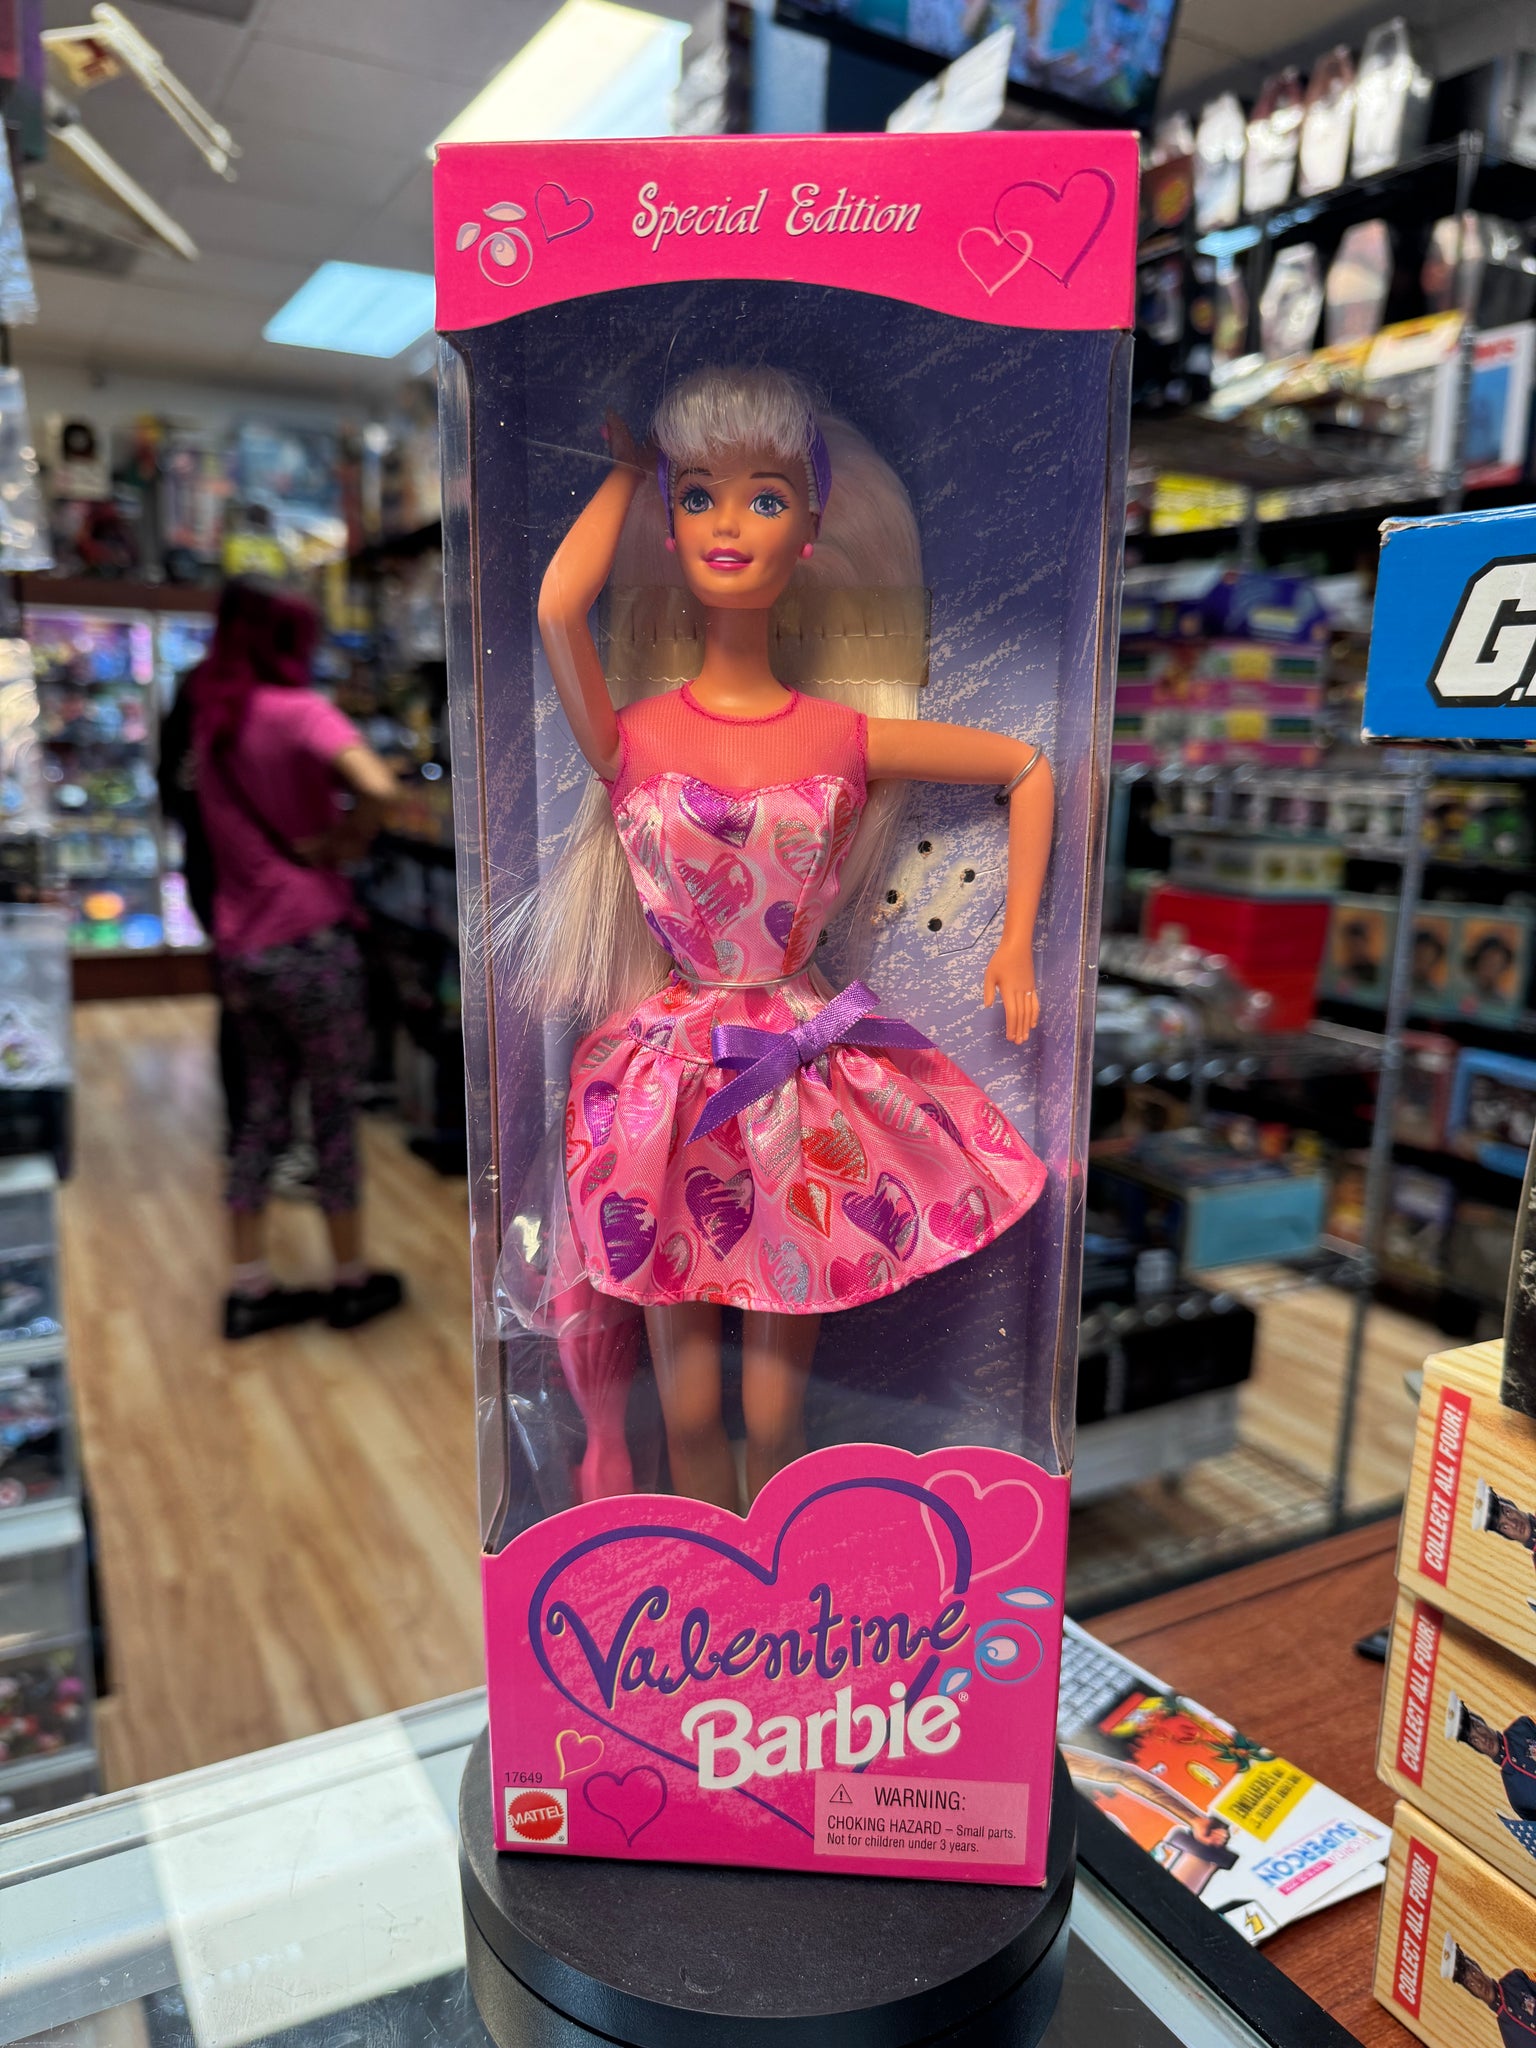 Special Edition
Valentine
Barbie®
17649
MATTEL
®
⚠ WARNING:
CHOKING HAZARD – Small parts.
Not for children under 3 years.
G.
COLLECT ALL FOUR!
COLLECT ALL FOUR!
COLLECT ALL FOUR!
SUPERCON